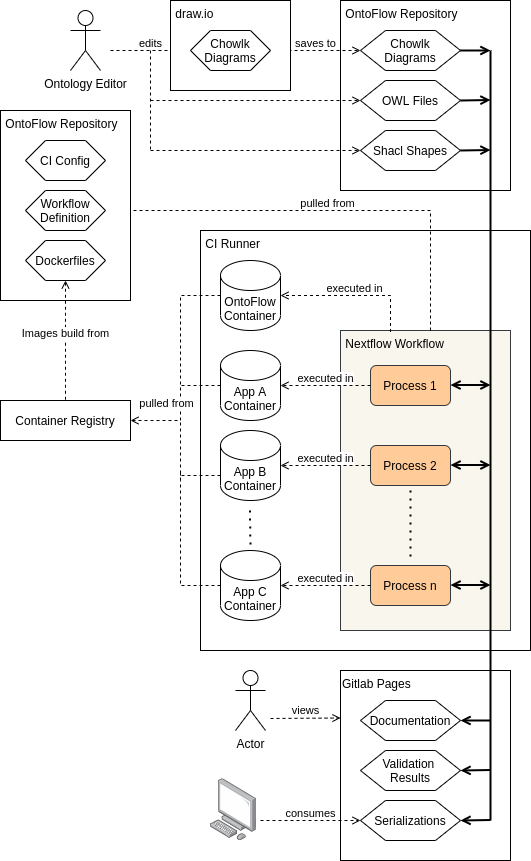 draw.io
OntoFlow Repository
edits
Chowlk
Diagrams
saves to
Chowlk
Diagrams
Ontology Editor
OWL Files
OntoFlow Repository
Shacl Shapes
CI Config
Workflow
Definition
pulled from
Dockerfiles
CI Runner
OntoFlow
Container
executed in
Images build from
Nextflow Workflow
App A
Container
executed in
Process 1
pulled from
Container Registry
App B
Container
executed in
Process 2
App C
Container
executed in
Process n
Gitlab Pages
views
Documentation
Actor
Validation
Results
consumes
Serializations